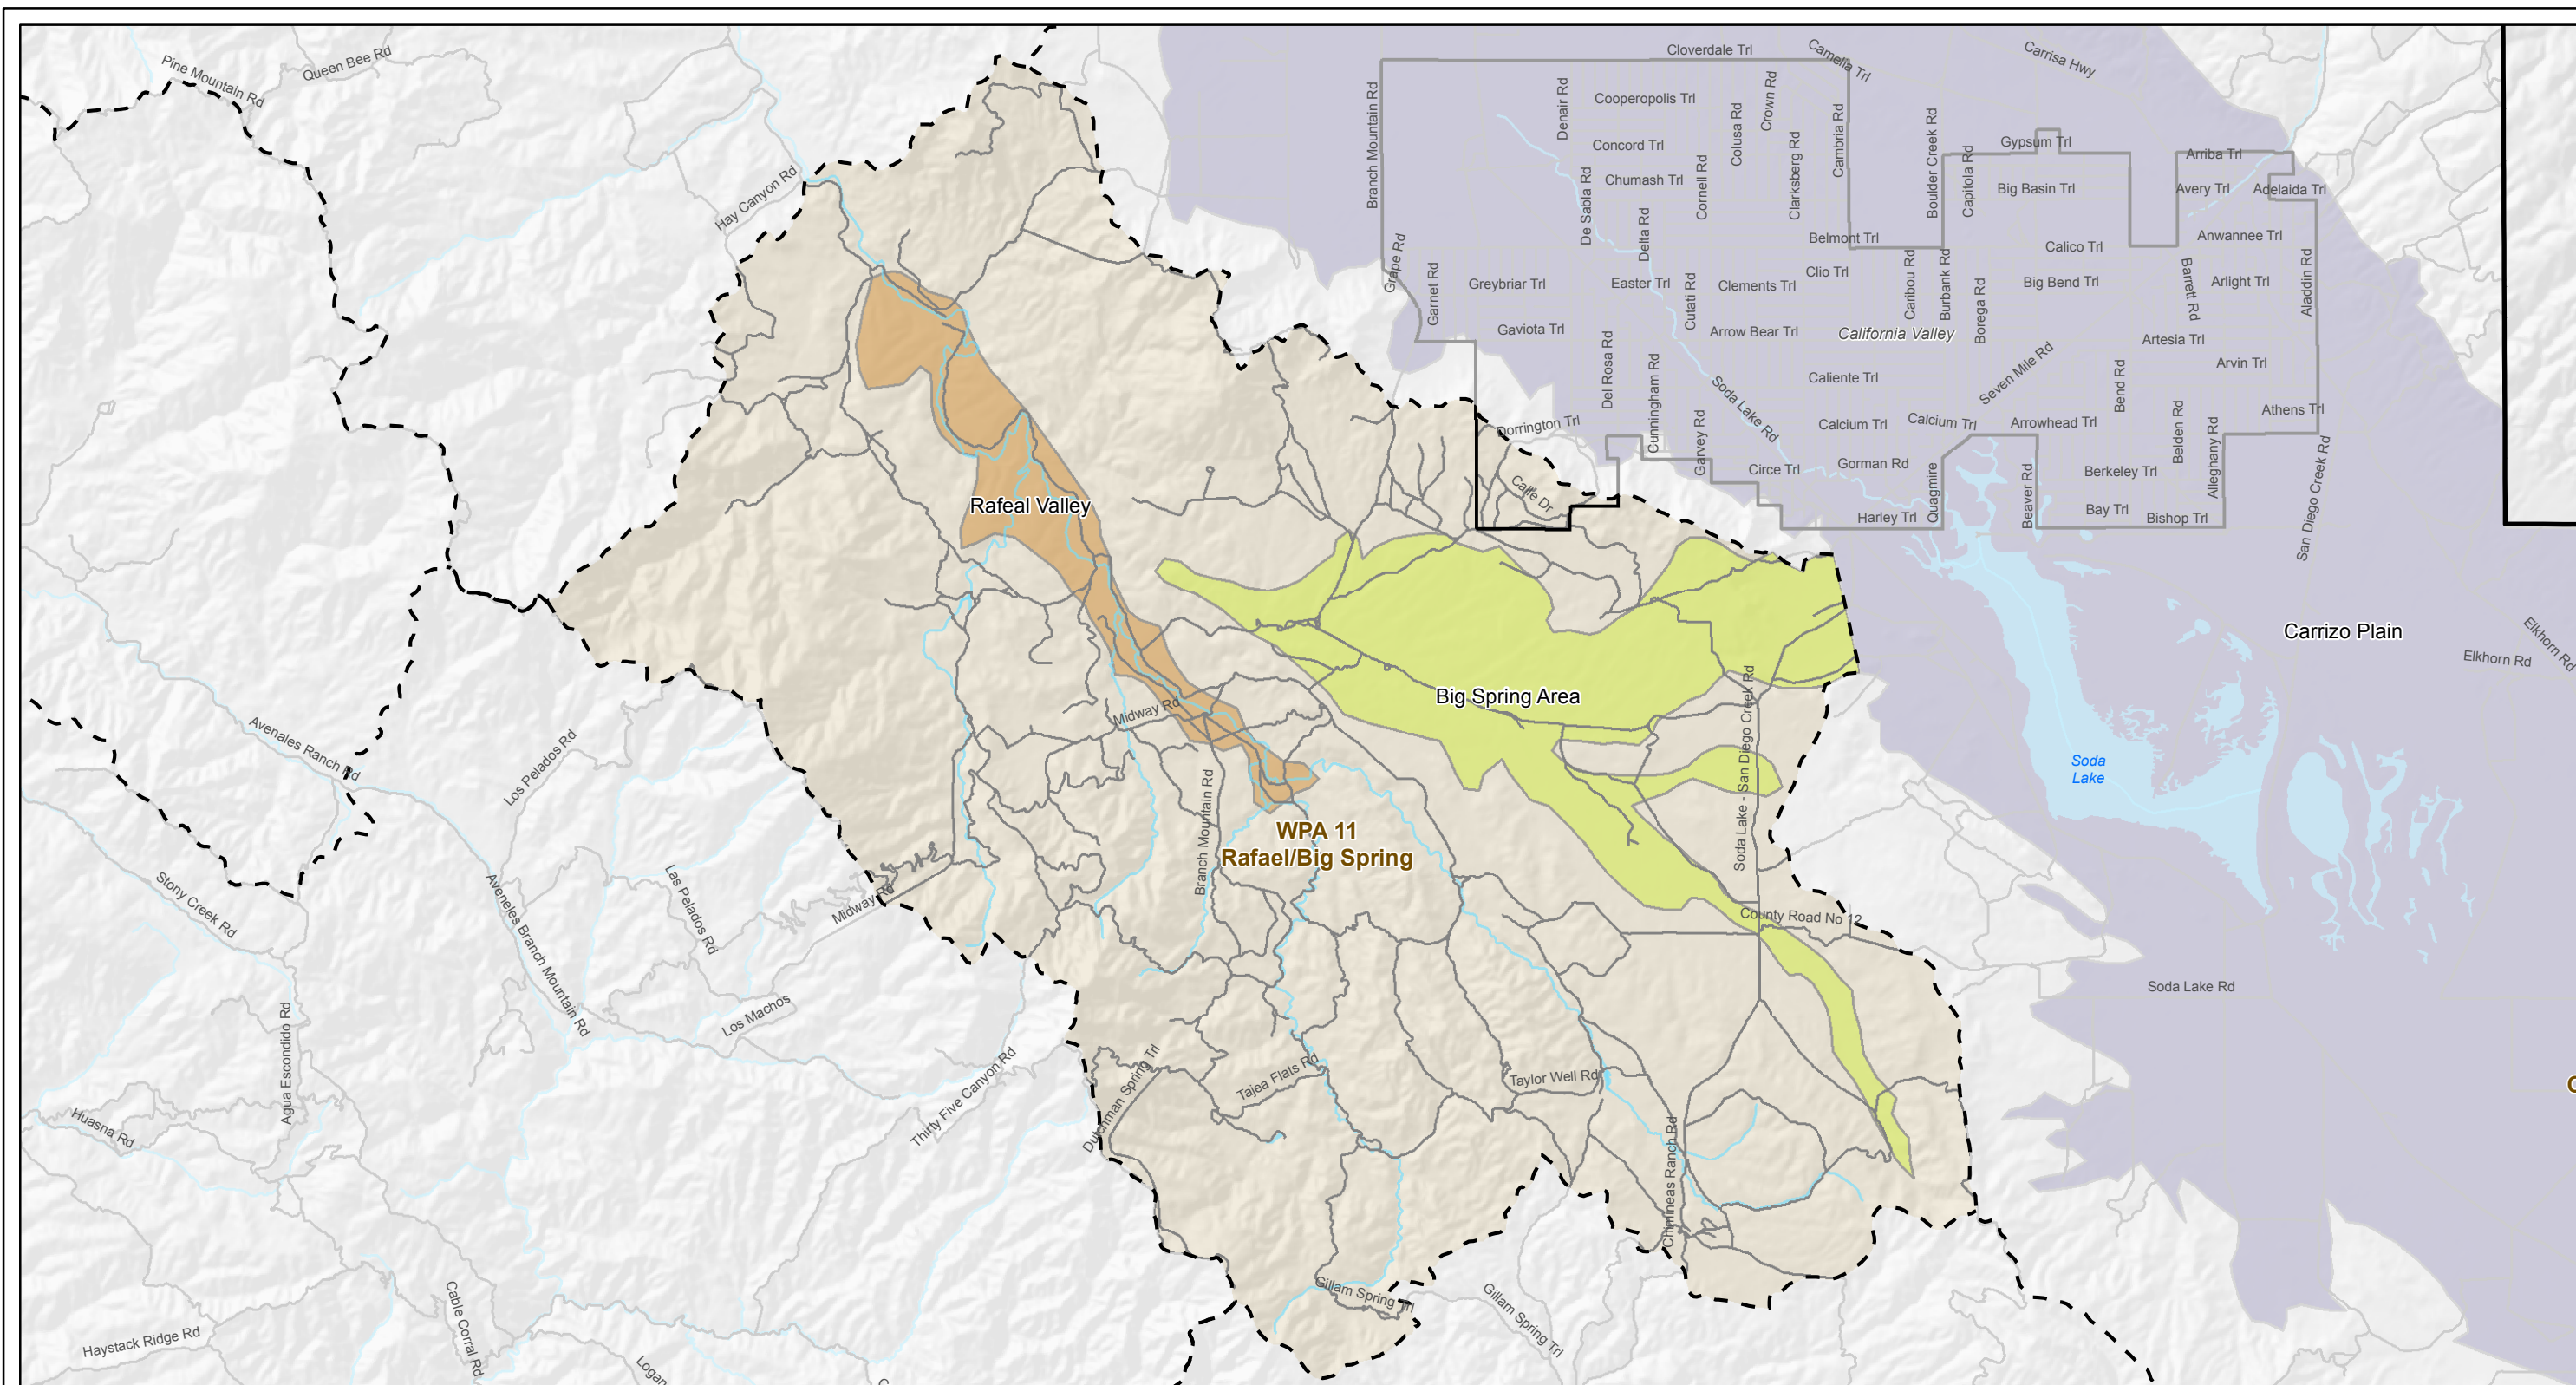 Pine Mountain Rd
Queen Bee Rd
Cloverdale Trl
Camelia Trl
Carrisa Hwy
Branch Mountain Rd
Denair Rd
Cooperopolis Trl
Colusa Rd
Crown Rd
Cambria Rd
Boulder Creek Rd
Concord Trl
Clarksberg Rd
Gypsum Trl
Capitola Rd
Arriba Trl
Hay Canyon Rd
De Sabla Rd
Chumash Trl
Cornell Rd
Big Basin Trl
Avery Trl
Adelaida Trl
Grape Rd
Delta Rd
Belmont Trl
Calico Trl
Anwannee Trl
Garnet Rd
Greybriar Trl
Easter Trl
Cutati Rd
Clements Trl
Clio Trl
Caribou Rd
Burbank Rd
Borega Rd
Big Bend Trl
Barrett Rd
Arlight Trl
Aladdin Rd
Gaviota Trl
Arrow Bear Trl
California Valley
Artesia Trl
Del Rosa Rd
Cunningham Rd
Soda Lake Rd
Caliente Trl
Seven Mile Rd
Bend Rd
Arvin Trl
Dorrington Trl
Garvey Rd
Calcium Trl
Calcium Trl
Arrowhead Trl
Belden Rd
Alleghany Rd
Athens Trl
Circe Trl
Gorman Rd
Quagmire
Beaver Rd
Berkeley Trl
San Diego Creek Rd
Rafeal Valley
Calle Dr
Harley Trl
Bay Trl
Bishop Trl
Carrizo Plain
Elkhorn Rd
Elkhorn Rd
Big Spring Area
Midway Rd
Avenales Ranch Rd
Los Pelados Rd
Soda Lake - San Diego Creek Rd
Soda
Lake
Branch Mountain Rd
WPA 11
Rafael/Big Spring
Stony Creek Rd
Aveneles Branch Mountain Rd
Las Pelados Rd
Midway Rd
County Road No 12
Soda Lake Rd
Agua Escondido Rd
Los Machos
Thirty Five Canyon Rd
Dutchman Spring Trl
Tajea Flats Rd
Taylor Well Rd
Huasna Rd
Chimineas Ranch Rd
Gillam Spring Trl
Gillam Spring Trl
Haystack Ridge Rd
Cable Corral Rd
Logan